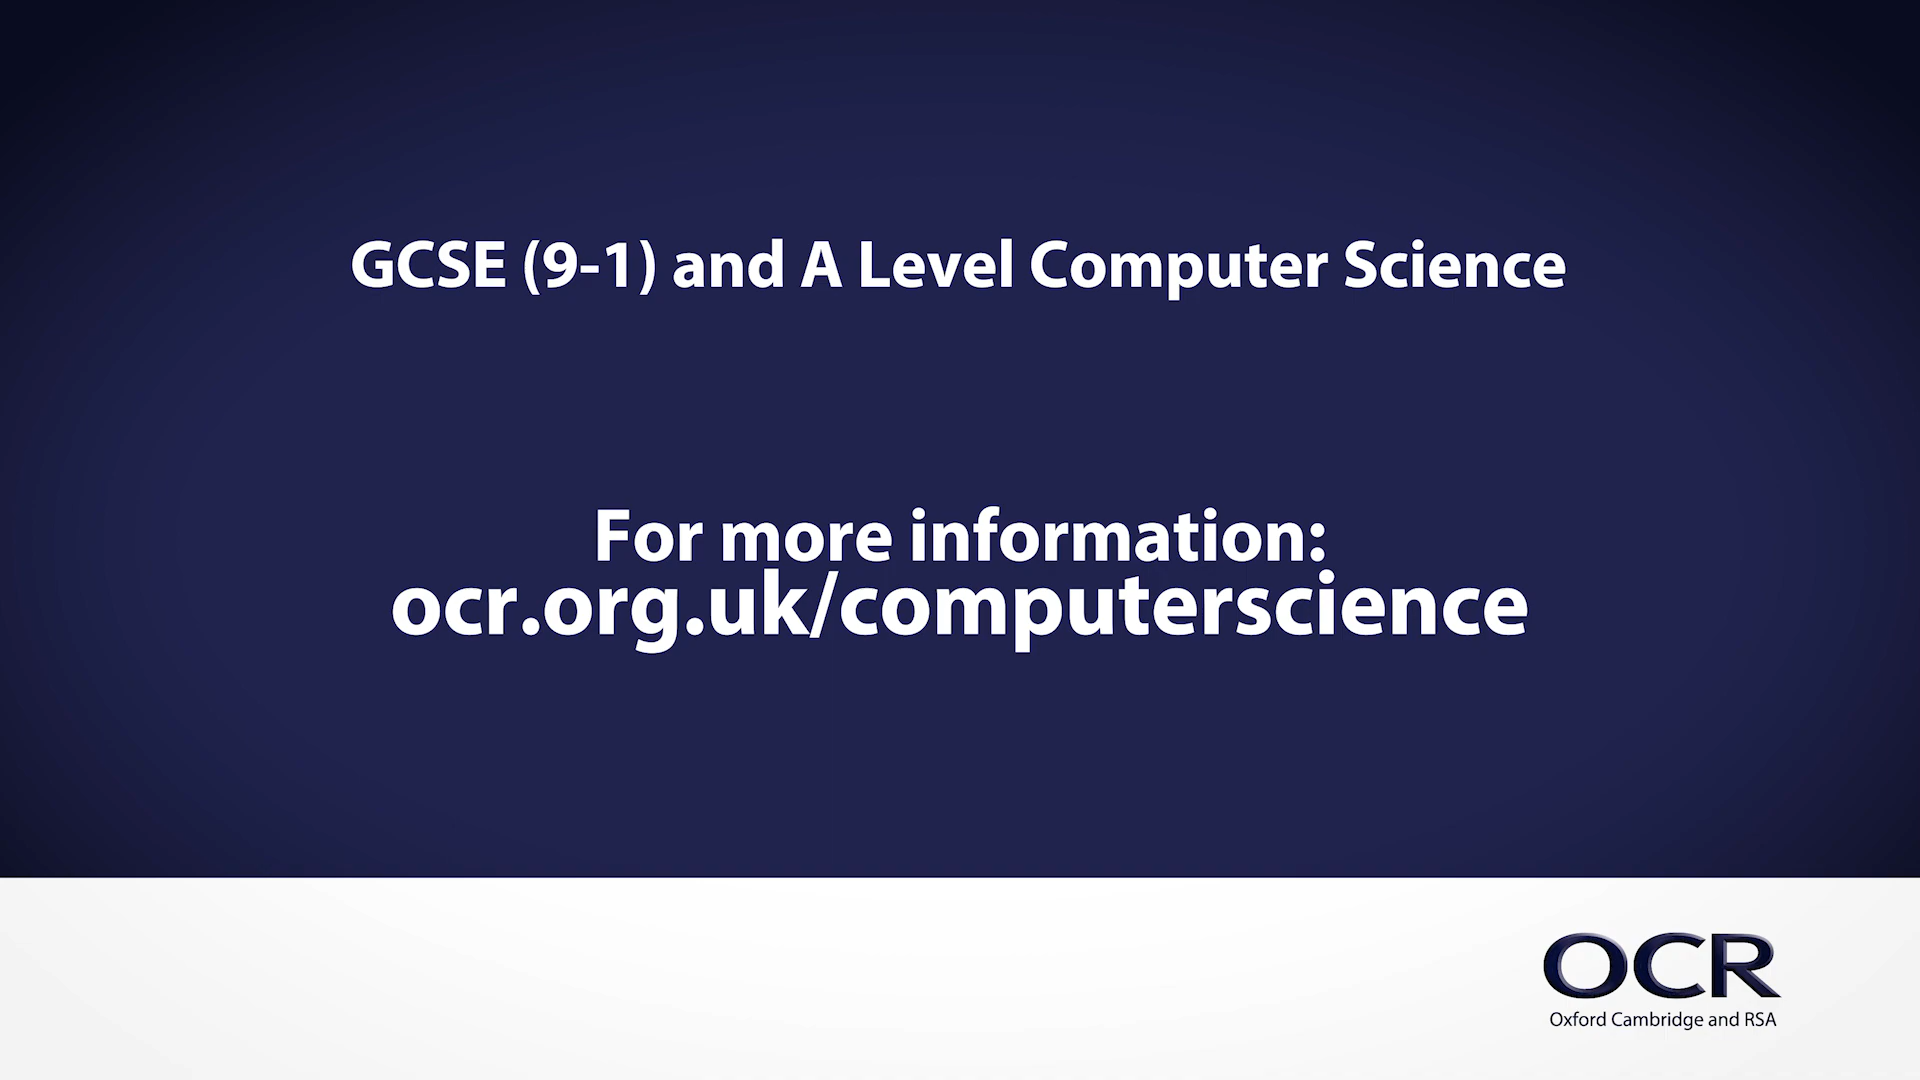 GCSE (9-1) and A Level Computer Science
For more information:
ocr.org.uk/computerscience
OCR
Oxford Cambridge and RSA